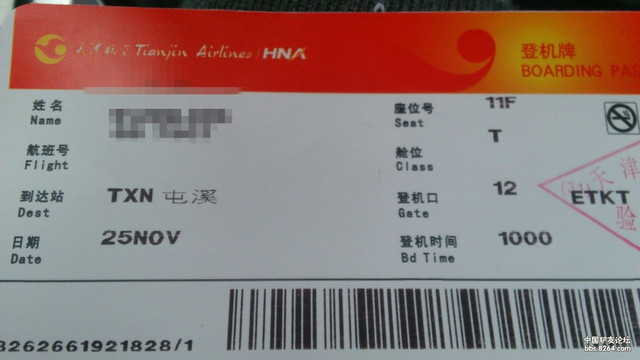 天津航空 Tianjin Airlines HNA
登机牌
BOARDING PAS
姓名
Name
座位号 11F
Seat
航班号
Flight
舱位 T
Class
到达站 TXN 屯溪
Dest
登机口 12
Gate
ETKT
天津
验
日期 25NOV
Date
登机时间 1000
Bd Time
3262661921828/1
中国驴友论坛
bbs.8264.com